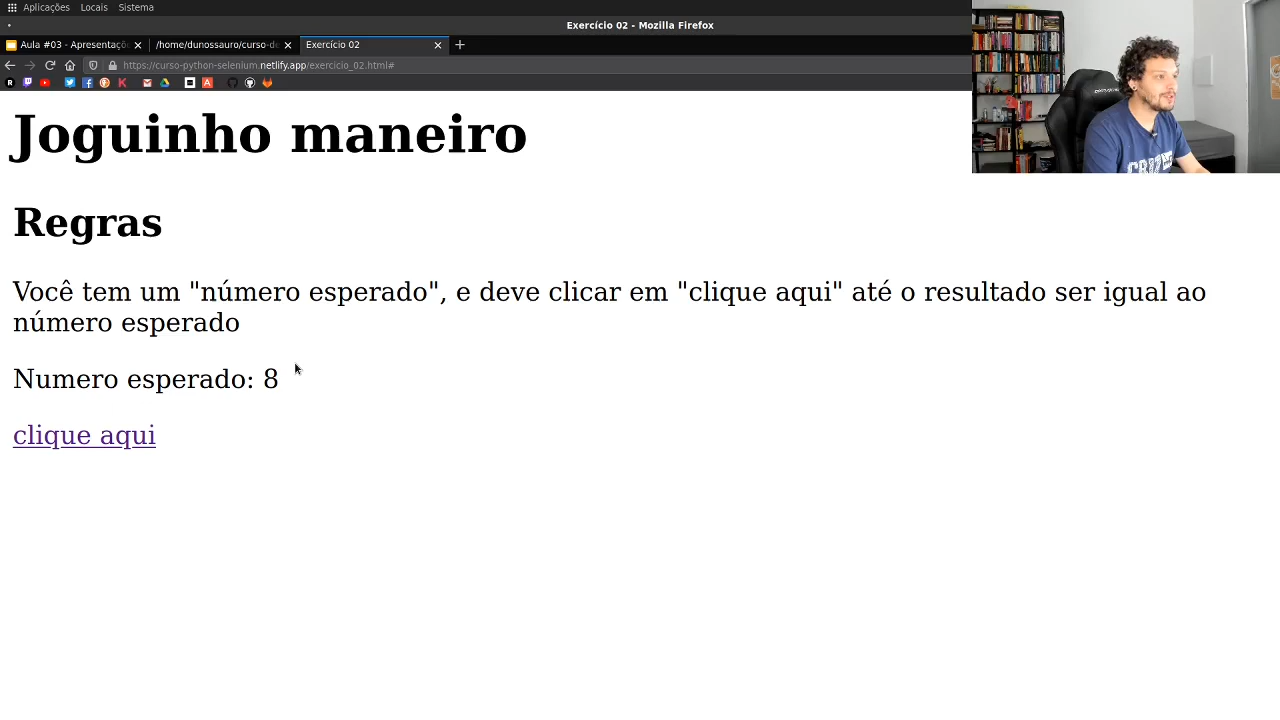 Aplicações Locais Sistema
Exercício 02 - Mozilla Firefox
Aula #03 - Apresentaçõ
/home/dunossauro/curso-de
Exercício 02
https://curso-python-selenium.netlify.app/exercicio_02.html#
Joguinho maneiro
Regras
Você tem um "número esperado", e deve clicar em "clique aqui" até o resultado ser igual ao
número esperado
Numero esperado: 8
clique aqui